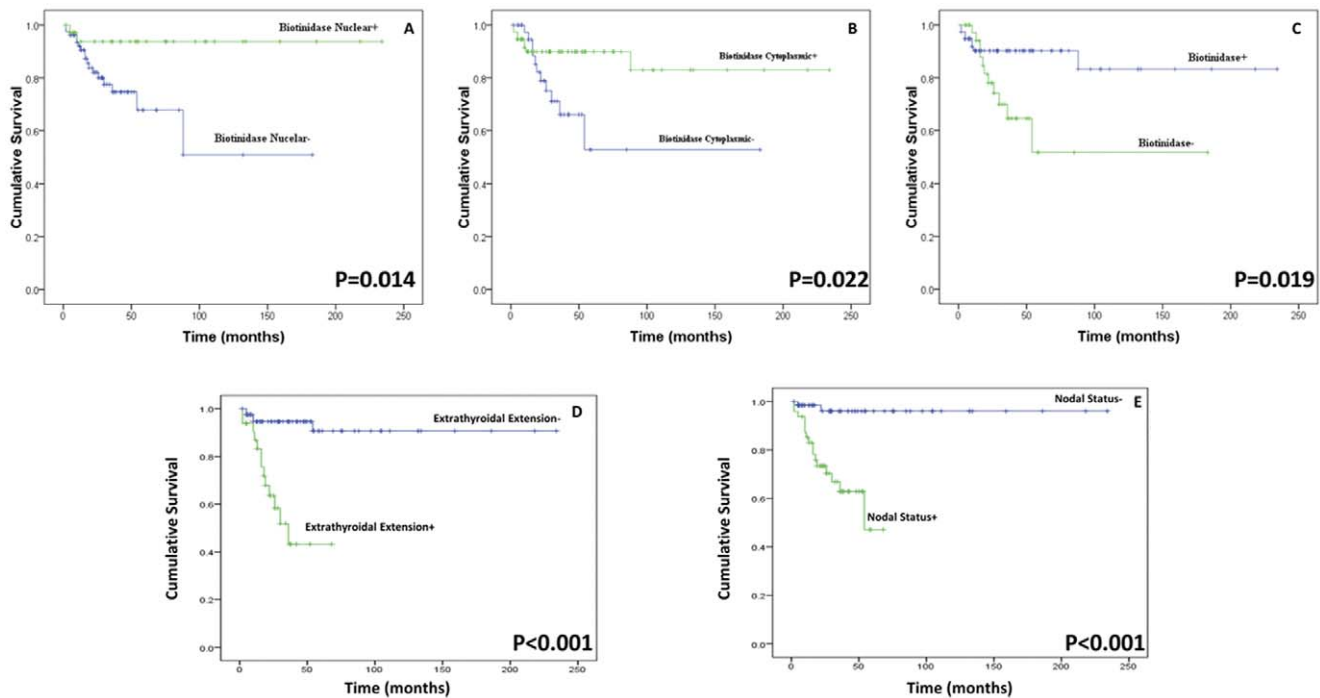 A
Biotinidase Nuclear+
Biotinidase Nucelar-
Cumulative Survival
1.0
0.8
0.6
0.4
0.2
0.0
P=0.014
0 50 100 150 200 250
Time (months)
B
Biotinidase Cytoplasmic+
Biotinidase Cytoplasmic-
Cumulative Survival
1.0
0.8
0.6
0.4
0.2
0.0
P=0.022
0 50 100 150 200 250
Time (months)
C
Biotinidase+
Biotinidase-
Cumulative Survival
1.0
0.8
0.6
0.4
0.2
0.0
P=0.019
0 50 100 150 200 250
Time (months)
D
Extrathyroidal Extension-
Extrathyroidal Extension+
Cumulative Survival
1.0
0.8
0.6
0.4
0.2
0.0
P<0.001
0 50 100 150 200 250
Time (months)
E
Nodal Status-
Nodal Status+
Cumulative Survival
1.0
0.8
0.6
0.4
0.2
0.0
P<0.001
0 50 100 150 200 250
Time (months)